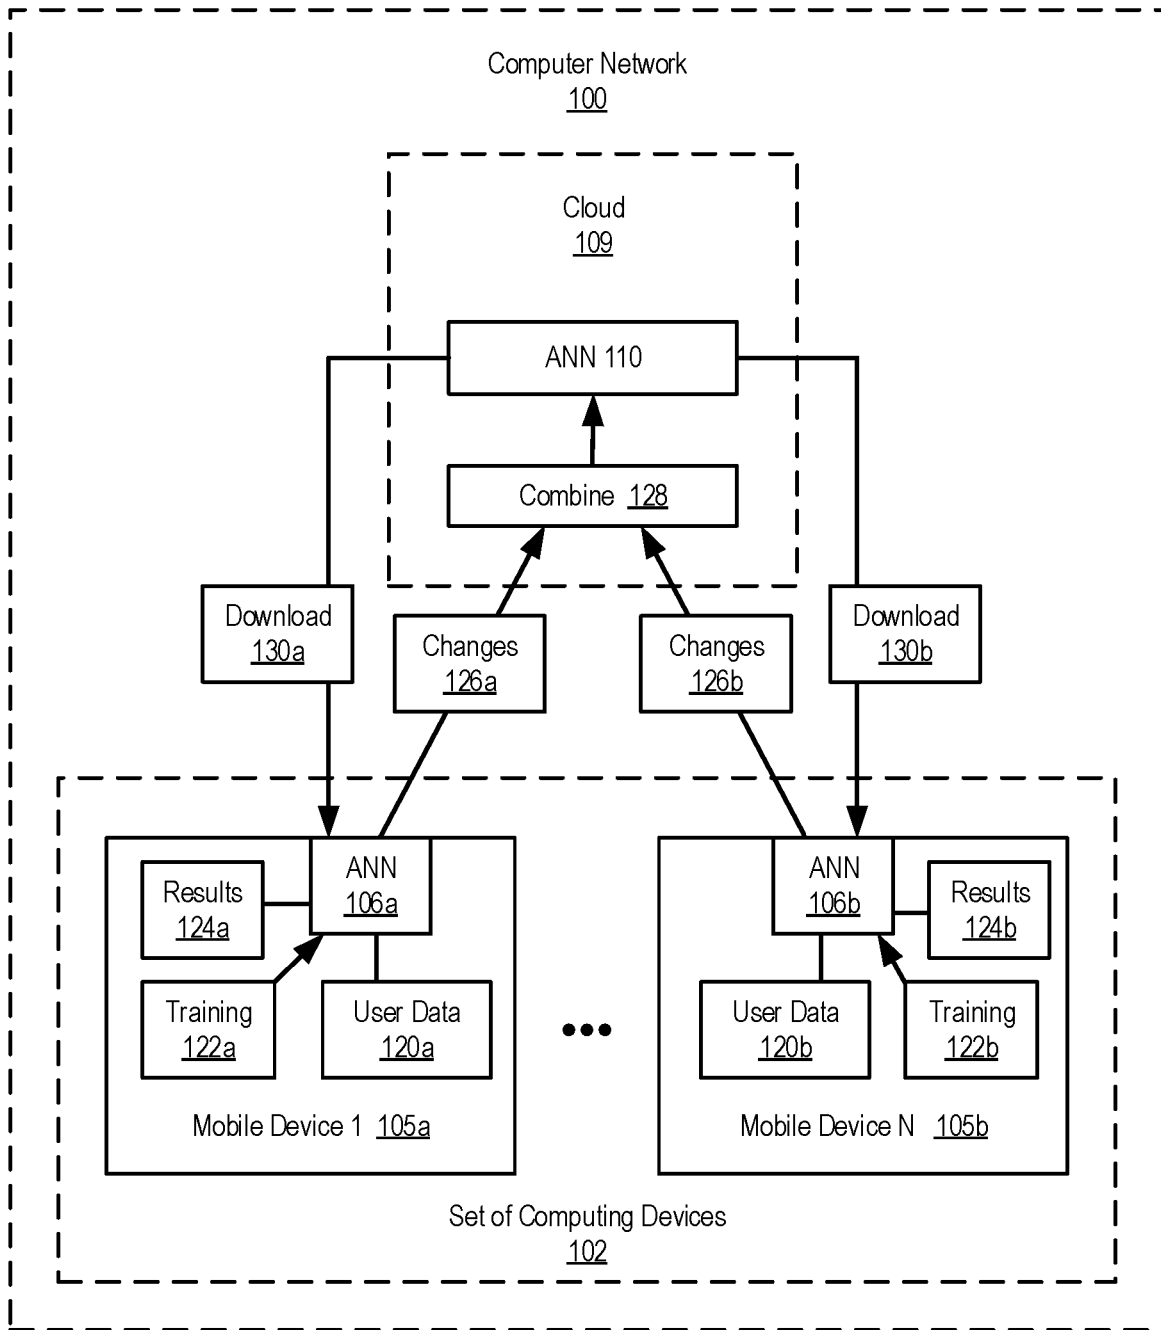 Computer Network
100
Cloud
109
ANN 110
Combine 128
Download
130a
Changes
126a
Changes
126b
Download
130b
ANN
106a
Results
124a
Training
122a
User Data
120a
Mobile Device 1 105a
ANN
106b
Results
124b
User Data
120b
Training
122b
Mobile Device N 105b
Set of Computing Devices
102